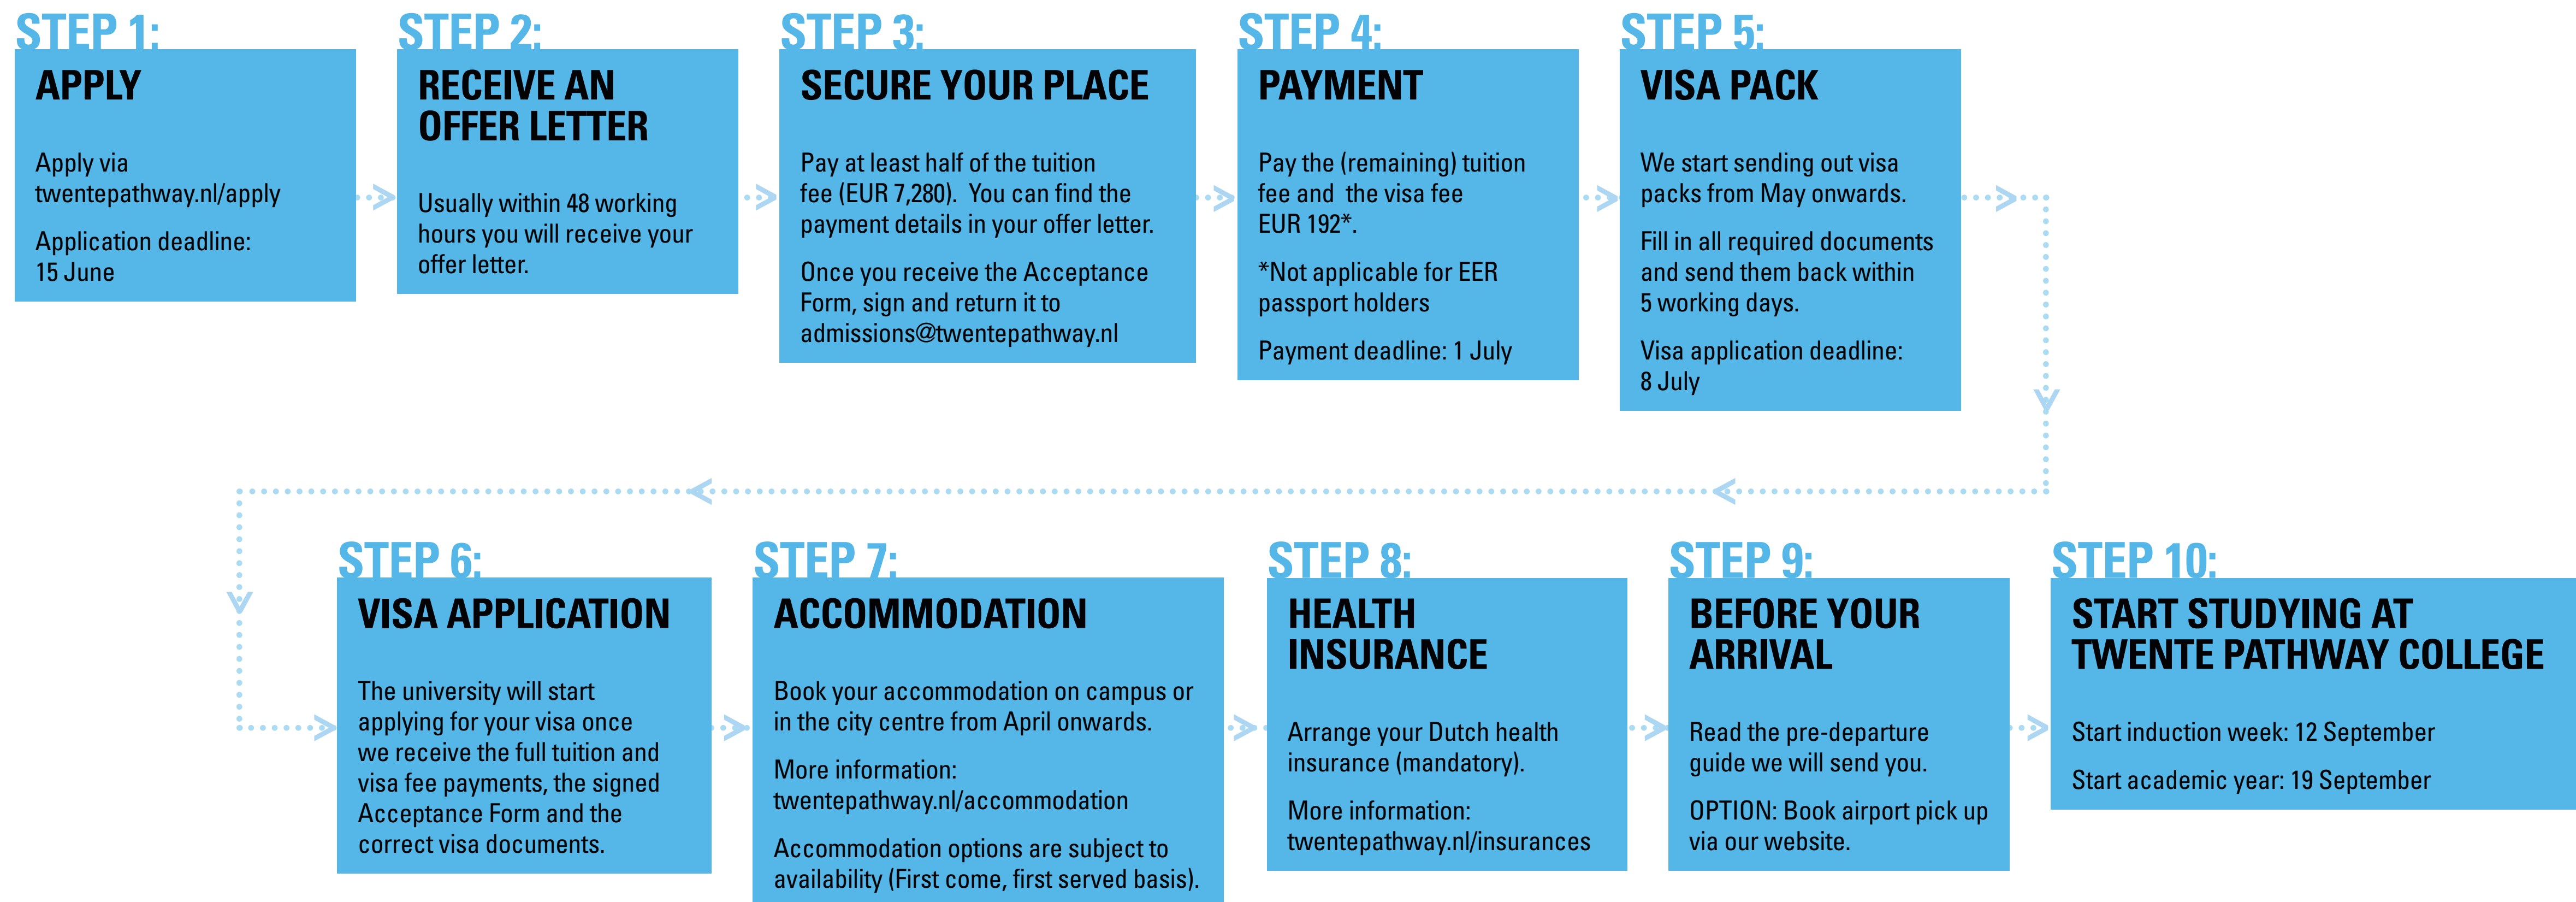 STEP 1:
APPLY
Apply via
twentepathway.nl/apply
Application deadline:
15 June
STEP 2:
RECEIVE AN
OFFER LETTER
Usually within 48 working
hours you will receive your
offer letter.
STEP 3:
SECURE YOUR PLACE
Pay at least half of the tuition
fee (EUR 7,280). You can find the
payment details in your offer letter.
Once you receive the Acceptance
Form, sign and return it to
admissions@twentepathway.nl
STEP 4:
PAYMENT
Pay the (remaining) tuition
fee and the visa fee
EUR 192*.
*Not applicable for EER
passport holders
Payment deadline: 1 July
STEP 5:
VISA PACK
We start sending out visa
packs from May onwards.
Fill in all required documents
and send them back within
5 working days.
Visa application deadline:
8 July
STEP 6:
VISA APPLICATION
The university will start
applying for your visa once
we receive the full tuition and
visa fee payments, the signed
Acceptance Form and the
correct visa documents.
STEP 7:
ACCOMMODATION
Book your accommodation on campus or
in the city centre from April onwards.
More information:
twentepathway.nl/accommodation
Accommodation options are subject to
availability (First come, first served basis).
STEP 8:
HEALTH
INSURANCE
Arrange your Dutch health
insurance (mandatory).
More information:
twentepathway.nl/insurances
STEP 9:
BEFORE YOUR
ARRIVAL
Read the pre-departure
guide we will send you.
OPTION: Book airport pick up
via our website.
STEP 10:
START STUDYING AT
TWENTE PATHWAY COLLEGE
Start induction week: 12 September
Start academic year: 19 September